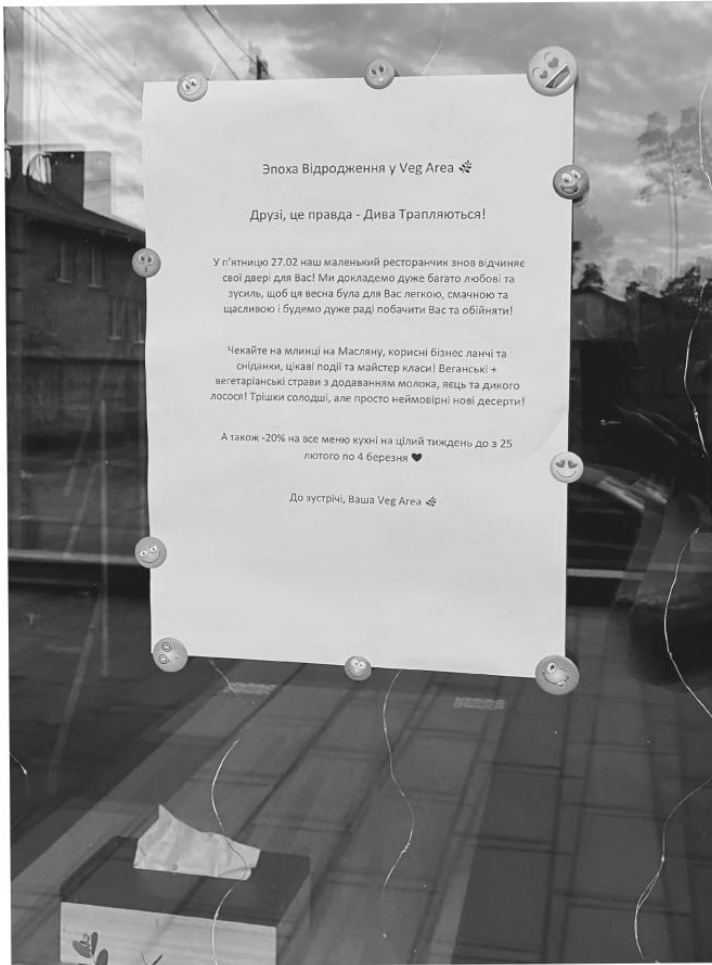 Эпоха Відродження у Veg Area 🌿
Друзі, це правда - Дива Трапляються!
У п'ятницю 27.02 наш маленький ресторанчик знов відчиняє
свої двері для Вас! Ми докладемо дуже багато любові та
зусиль, щоб ця весна була для Вас легкою, смачною та
щасливою і будемо дуже раді побачити Вас та обійняти!
Чекайте на млинці на Масляну, корисні бізнес ланчі та
сніданки, цікаві події та майстер класи! Веганські +
вегетаріанські страви з додаванням молока, яєць та дикого
лосося! Трішки солодші, але просто неймовірні нові десерти!
А також -20% на все меню кухні на цілий тиждень до з 25
лютого по 4 березня ♥
До зустрічі, Ваша Veg Area 🌿